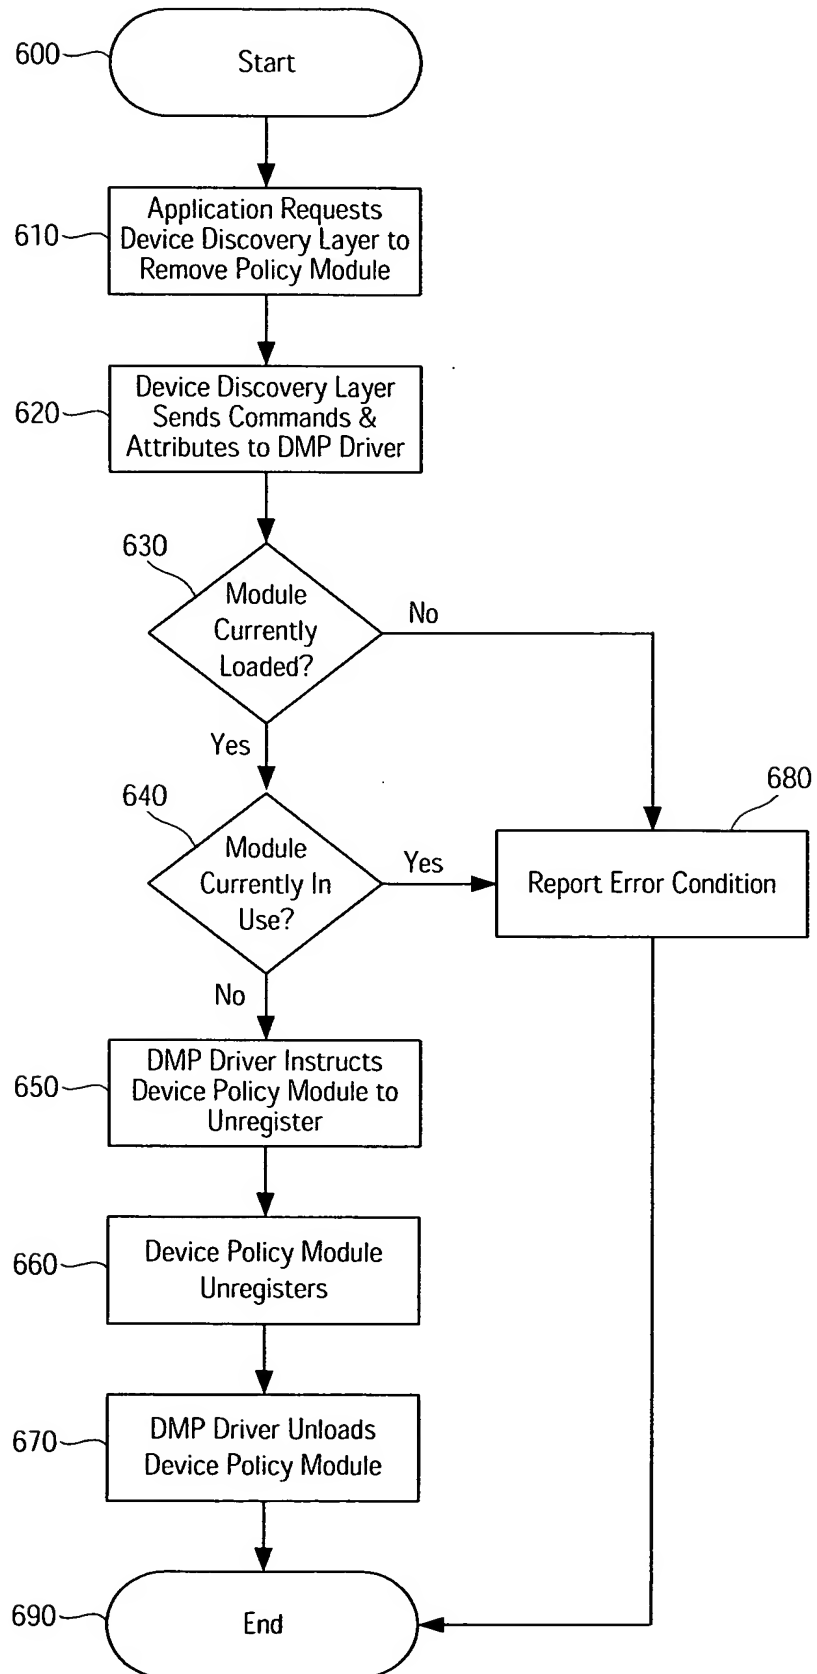 600
Start
610
Application Requests
Device Discovery Layer to
Remove Policy Module
620
Device Discovery Layer
Sends Commands &
Attributes to DMP Driver
630
Module
Currently
Loaded?
No
Yes
640
Module
Currently In
Use?
Yes
680
Report Error Condition
No
650
DMP Driver Instructs
Device Policy Module to
Unregister
660
Device Policy Module
Unregisters
670
DMP Driver Unloads
Device Policy Module
690
End